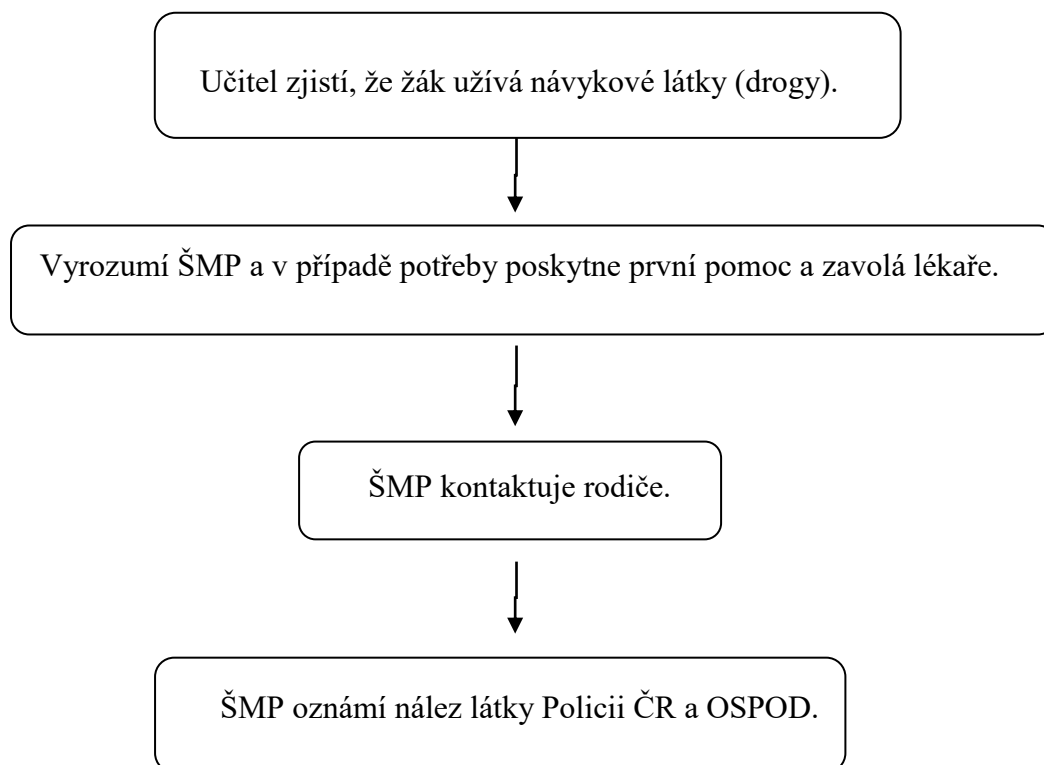 Učitel zjistí, že žák užívá návykové látky (drogy).
Vyrozumí ŠMP a v případě potřeby poskytne první pomoc a zavolá lékaře.
ŠMP kontaktuje rodiče.
ŠMP oznámí nález látky Policii ČR a OSPOD.